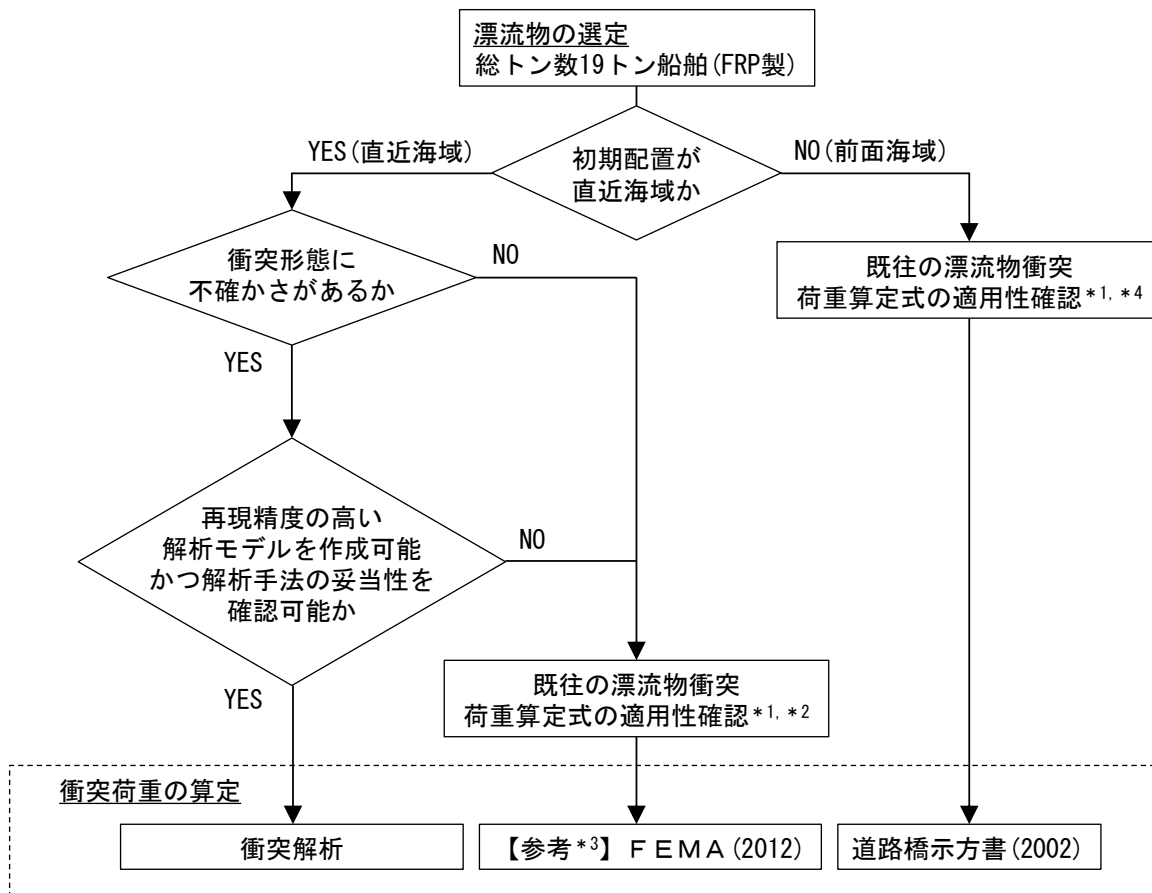 漂流物の選定
総トン数19トン船舶(FRP製)
YES(直近海域)
初期配置が
直近海域か
NO(前面海域)
衝突形態に
不確かさがあるか
NO
既往の漂流物衝突
荷重算定式の適用性確認*1, *4
YES
再現精度の高い
解析モデルを作成可能
かつ解析手法の妥当性を
確認可能か
NO
YES
既往の漂流物衝突
荷重算定式の適用性確認*1, *2
衝突荷重の算定
衝突解析
【参考*3】ＦＥＭＡ(2012)
道路橋示方書(2002)